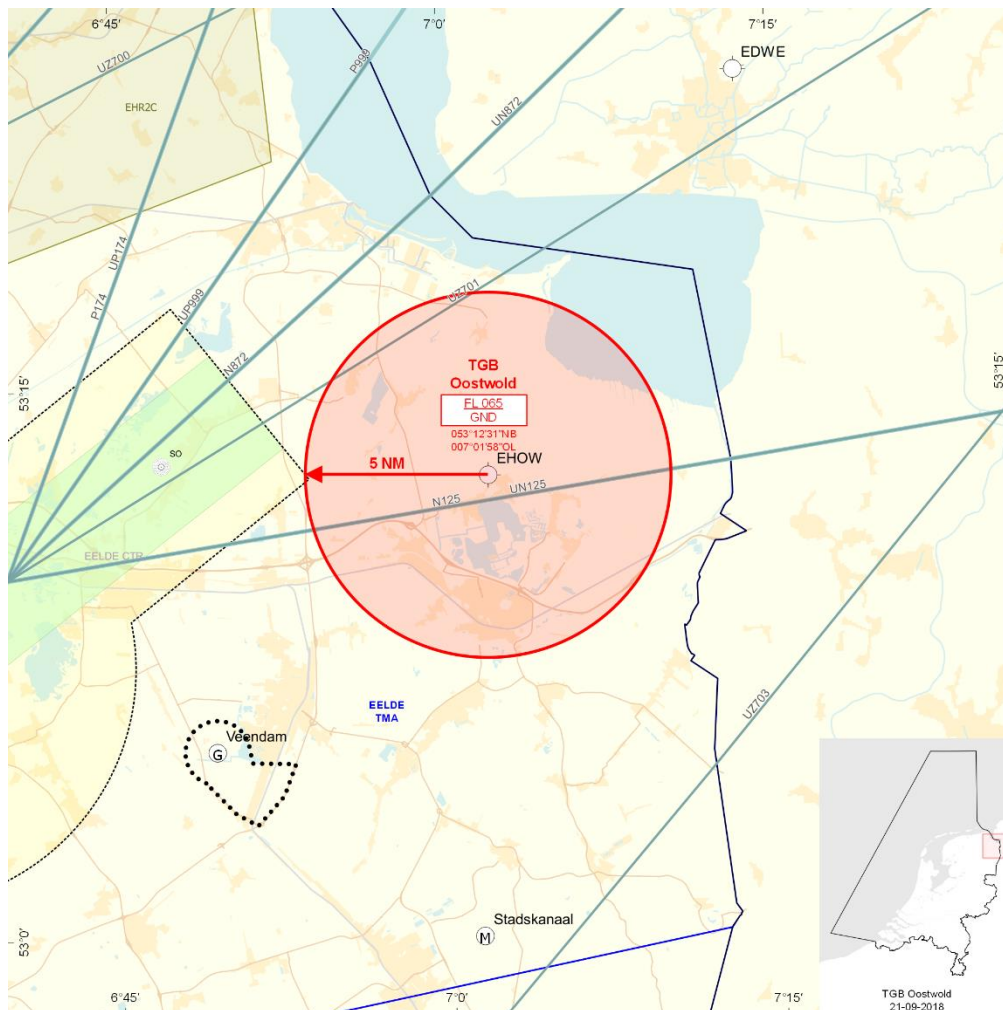 6°45'
7°0'
7°15'
EDWE
UZ700
P999
UN872
EHR2C
UP174
UZ701
P174
UP999
N872
53°15'
53°15'
TGB
Oostwold
FL 065
GND
053°12'31"NB
007°01'58"OL
SO
5 NM
EHOW
N125
UN125
EELDE CTR
EELDE
TMA
UZ703
Veendam
G
Stadskanaal
M
53°0'
6°45'
7°0'
7°15'
TGB Oostwold
21-09-2018